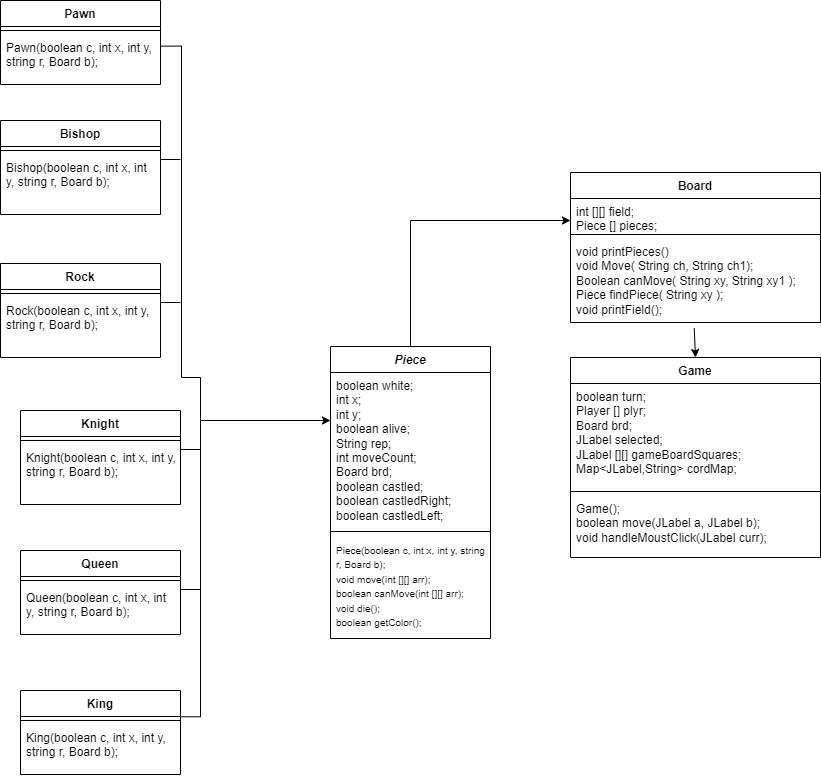 Pawn
Pawn(boolean c, int x, int y,
string r, Board b);
Bishop
Bishop(boolean c, int x, int
y, string r, Board b);
Rock
Rock(boolean c, int x, int y,
string r, Board b);
Knight
Knight(boolean c, int x, int y,
string r, Board b);
Queen
Queen(boolean c, int x, int
y, string r, Board b);
King
King(boolean c, int x, int y,
string r, Board b);
Piece
boolean white;
int x;
int y;
boolean alive;
String rep;
int moveCount;
Board brd;
boolean castled;
boolean castledRight;
boolean castledLeft;
Piece(boolean c, int x, int y, string
r, Board b);
void move(int [][] arr);
boolean canMove(int [][] arr);
void die();
boolean getColor();
Board
int [][] field;
Piece [] pieces;
void printPieces()
void Move( String ch, String ch1);
Boolean canMove( String xy, String xy1 );
Piece findPiece( String xy );
void printField();
Game
boolean turn;
Player [] plyr;
Board brd;
JLabel selected;
JLabel [][] gameBoardSquares;
Map<JLabel,String> cordMap;
Game();
boolean move(JLabel a, JLabel b);
void handleMoustClick(JLabel curr);